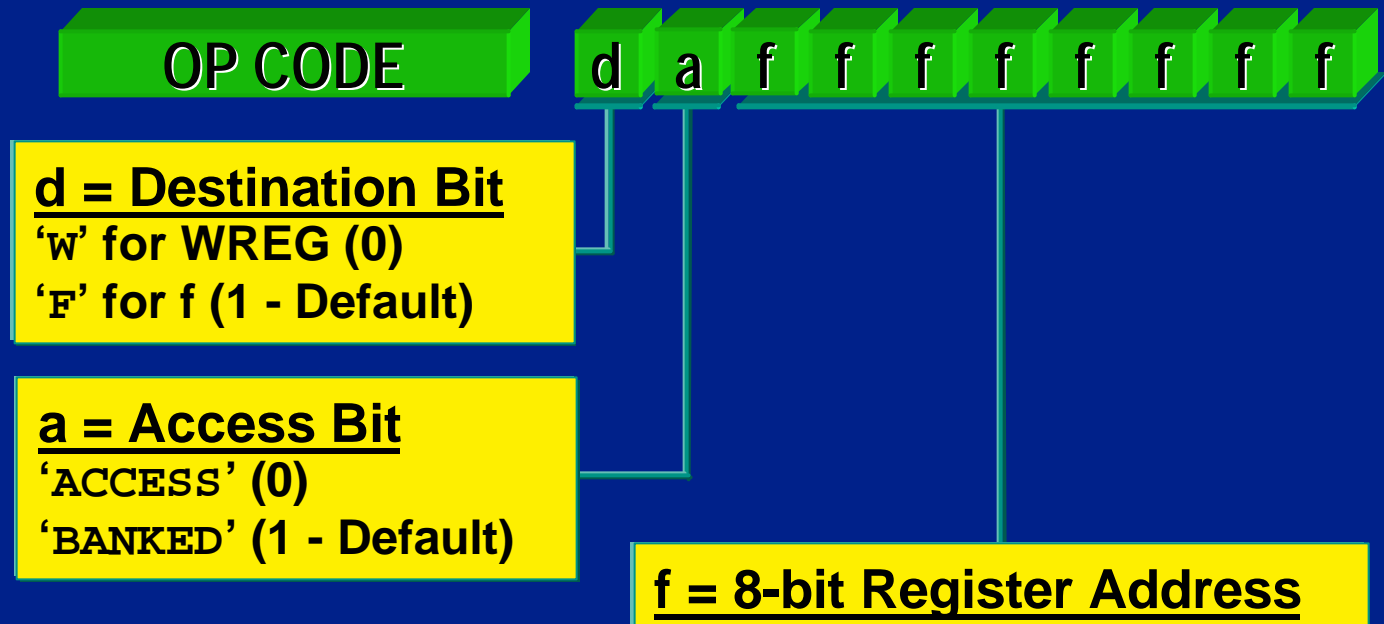 OP CODE d a f f f f f f f f
d = Destination Bit
‘W’ for WREG (0)
‘F’ for f (1 - Default)
a = Access Bit
‘ACCESS’ (0)
‘BANKED’ (1 - Default)
f = 8-bit Register Address